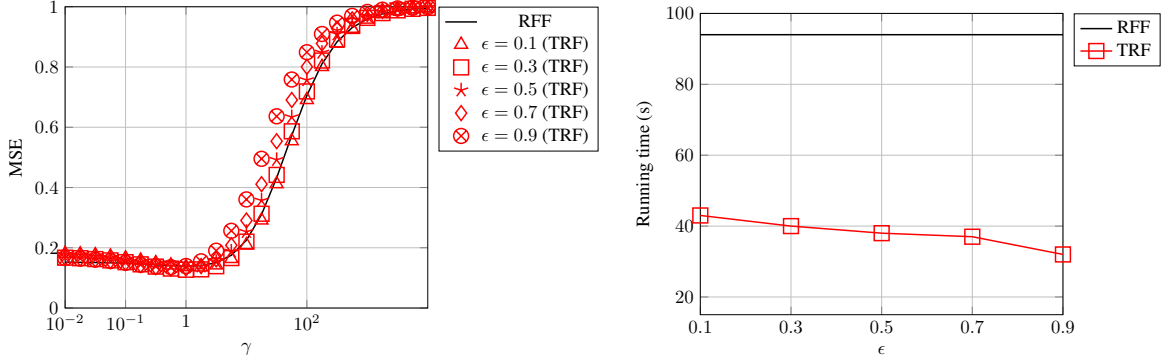 1
0.8
0.6
0.4
0.2
0
MSE
10⁻²
10⁻¹
1
10²
γ
RFF
ϵ = 0.1 (TRF)
ϵ = 0.3 (TRF)
ϵ = 0.5 (TRF)
ϵ = 0.7 (TRF)
ϵ = 0.9 (TRF)
100
80
60
40
20
Running time (s)
0.1
0.3
0.5
0.7
0.9
ϵ
RFF
TRF